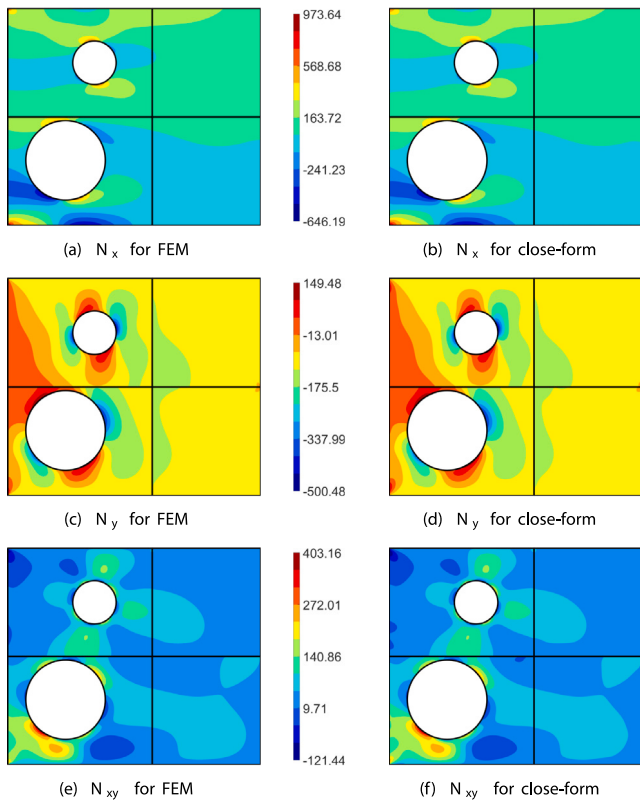 973.64
568.68
163.72
-241.23
-646.19
(a) N x for FEM
(b) N x for close-form
149.48
-13.01
-175.5
-337.99
-500.48
(c) N y for FEM
(d) N y for close-form
403.16
272.01
140.86
9.71
-121.44
(e) N xy for FEM
(f) N xy for close-form